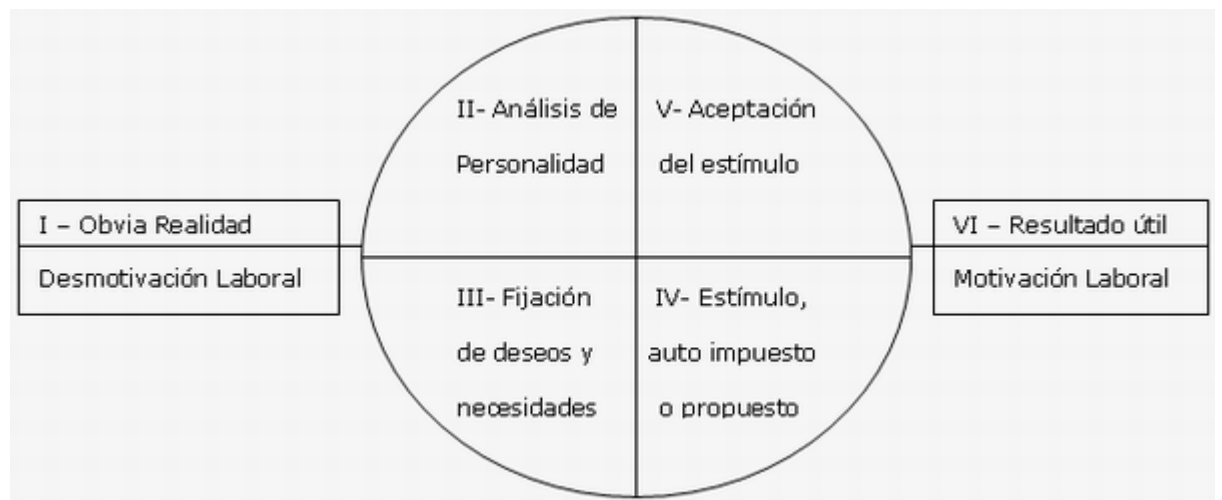 I – Obvia Realidad
Desmotivación Laboral
II- Análisis de
Personalidad
III- Fijación
de deseos y
necesidades
IV- Estímulo,
auto impuesto
o propuesto
V- Aceptación
del estímulo
VI – Resultado útil
Motivación Laboral